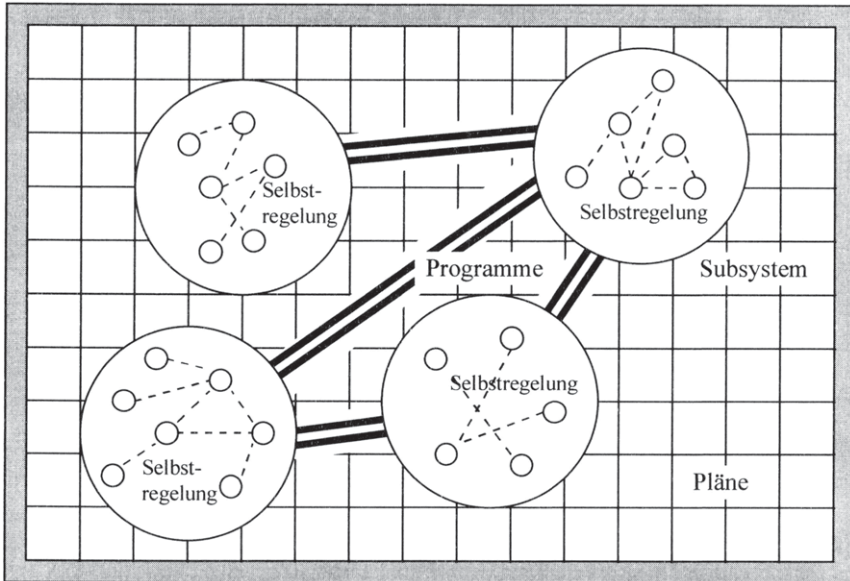 Selbst-
regelung
Selbstregelung
Programme
Subsystem
Selbstregelung
Selbst-
regelung
Pläne